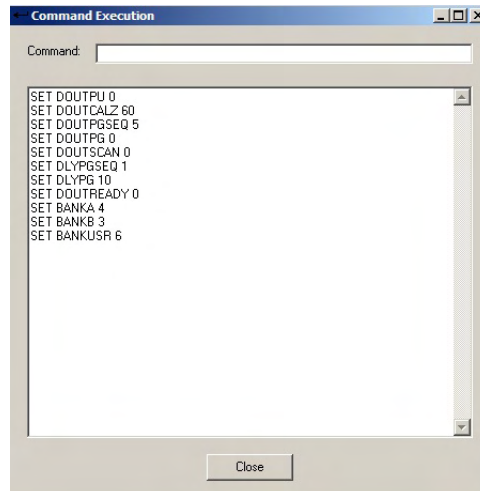 Command Execution
Command:
SET DOUTPU 0
SET DOUTCALZ 60
SET DOUTPGSEQ 5
SET DOUTPG 0
SET DOUTSCAN 0
SET DLYPGSEQ 1
SET DLYPG 10
SET DOUTREADY 0
SET BANKA 4
SET BANKB 3
SET BANKUSR 6
Close